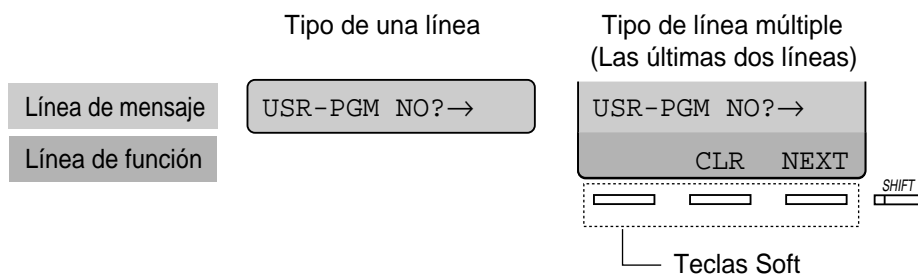 Tipo de una línea
Tipo de línea múltiple
(Las últimas dos líneas)
Línea de mensaje
USR-PGM NO?→
USR-PGM NO?→
Línea de función
CLR NEXT
SHIFT
Teclas Soft